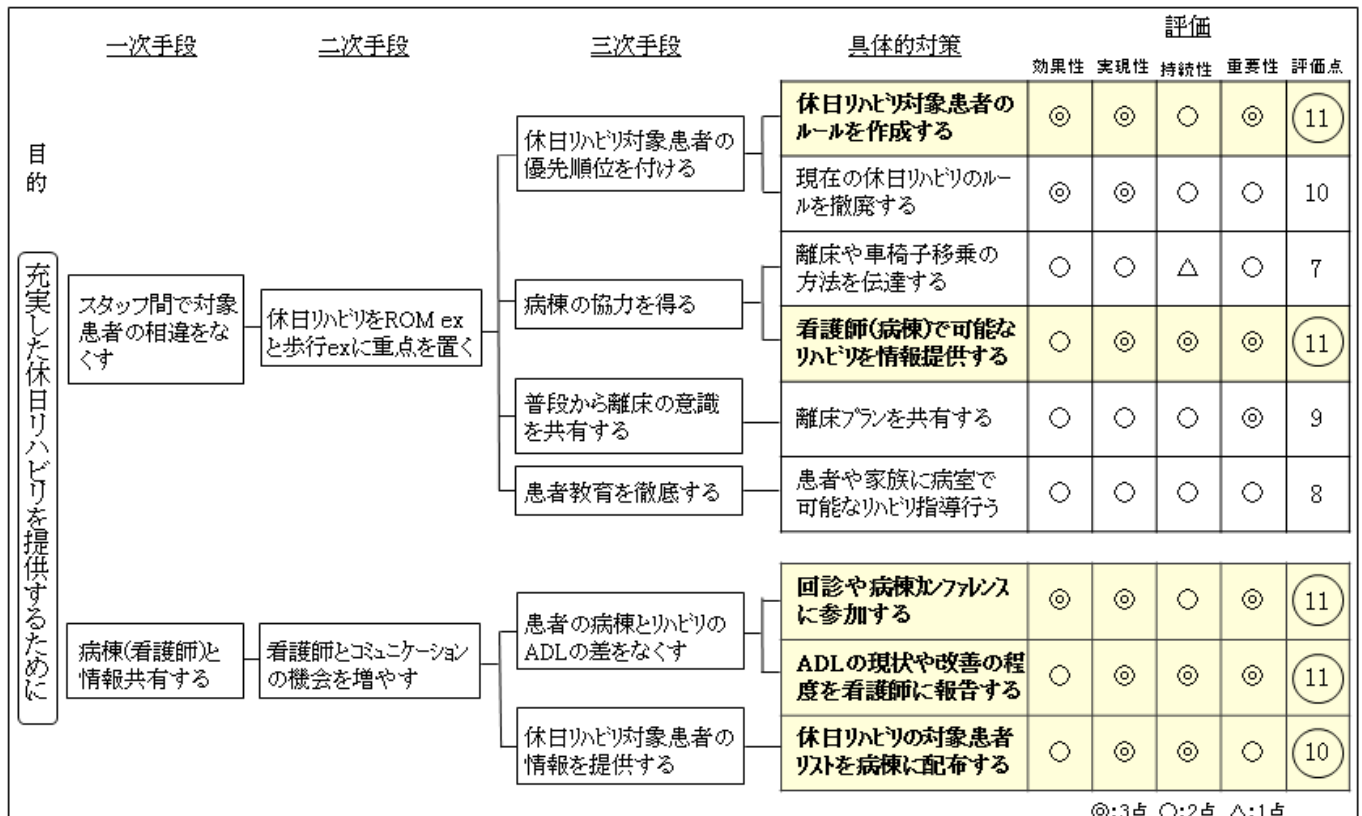 一次手段
二次手段
三次手段
具体的対策
評価
効果性 実現性 持続性 重要性 評価点
目的
充実した休日リハビリを提供するために
スタッフ間で対象
患者の相違をな
くす
休日リハビリをROM ex
と歩行exに重点を置く
休日リハビリ対象患者の
優先順位を付ける
休日リハビリ対象患者の
ルールを作成する
◎ ◎ ○ ◎ 11
現在の休日リハビリのルー
ルを撤廃する
◎ ◎ ○ ○ 10
病棟の協力を得る
離床や車椅子移乗の
方法を伝達する
○ ○ △ ○ 7
看護師(病棟)で可能な
リハビリを情報提供する
○ ◎ ◎ ◎ 11
普段から離床の意識
を共有する
離床プランを共有する
○ ○ ○ ◎ 9
患者教育を徹底する
患者や家族に病室で
可能なリハビリ指導行う
○ ○ ○ ○ 8
病棟(看護師)と
情報共有する
看護師とコミュニケーション
の機会を増やす
患者の病棟とリハビリの
ADLの差をなくす
回診や病棟カンファレンス
に参加する
◎ ◎ ○ ◎ 11
ADLの現状や改善の程
度を看護師に報告する
○ ◎ ◎ ◎ 11
休日リハビリ対象患者の
情報を提供する
休日リハビリの対象患者
リストを病棟に配布する
○ ◎ ◎ ○ 10
◎:3点 ○:2点 △:1点